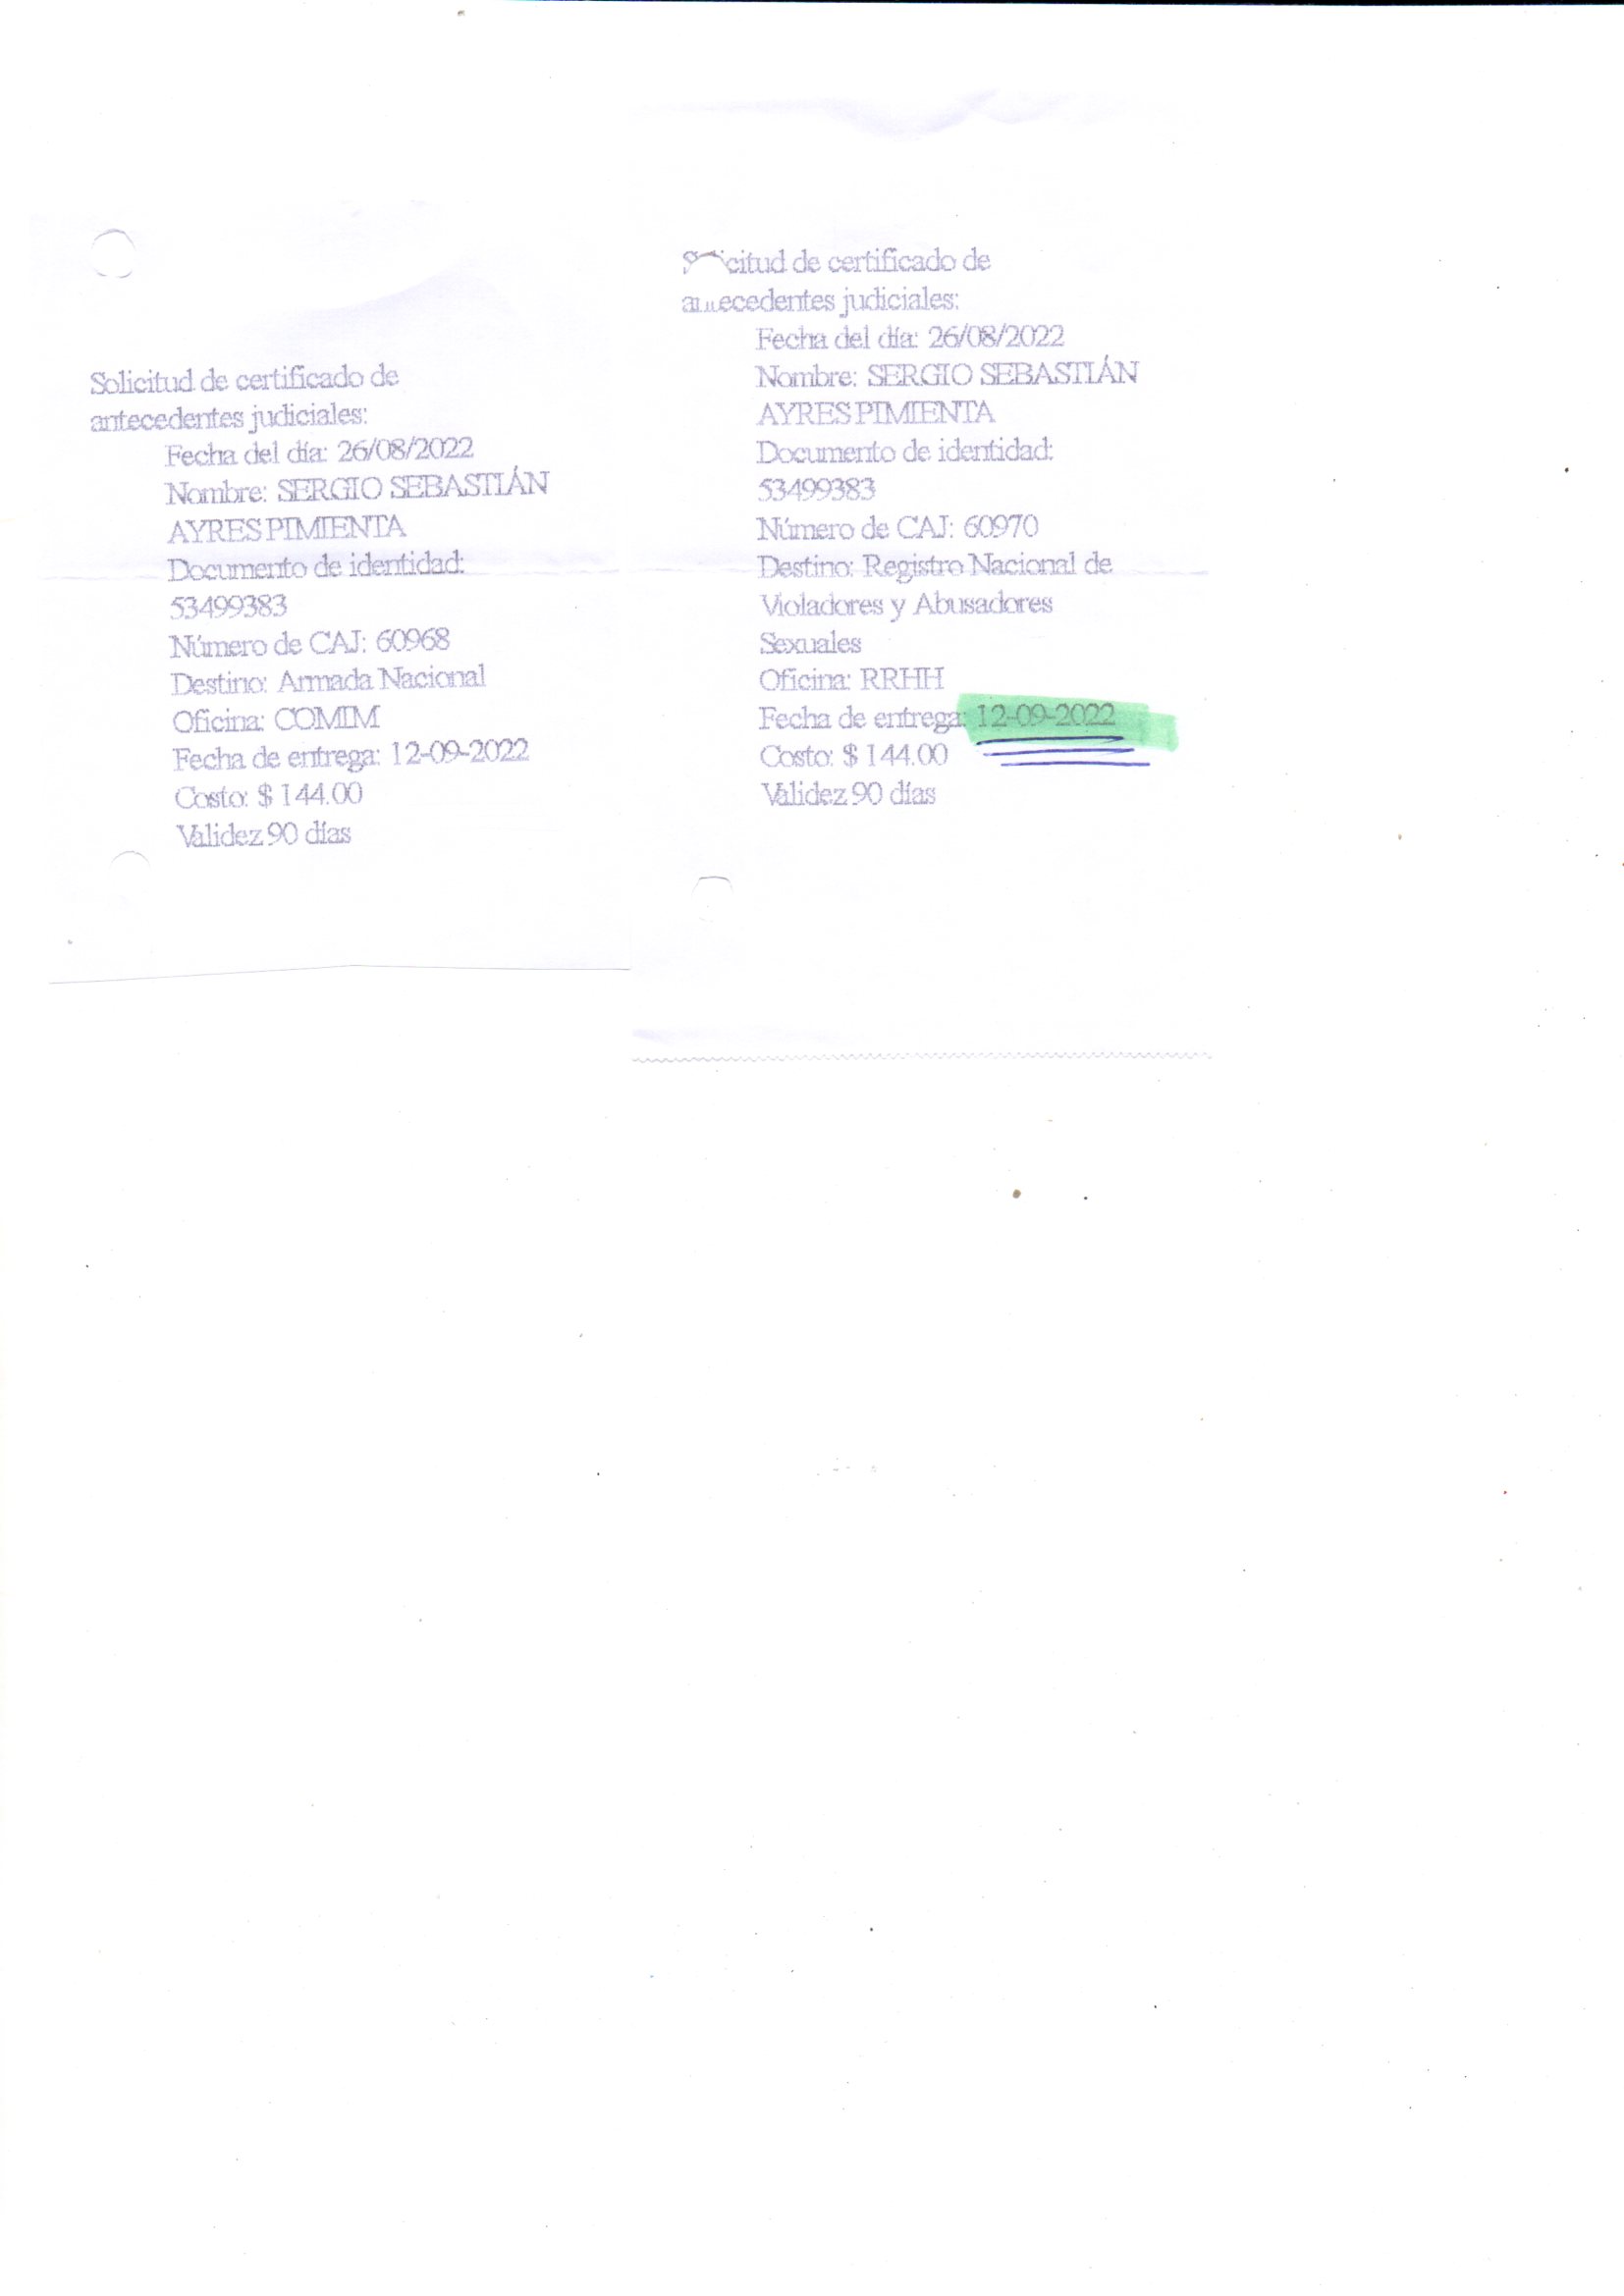 Solicitud de certificado de
antecedentes judiciales:
Fecha del día: 26/08/2022
Nombre: SERGIO SEBASTIÁN
AYRES PIMIENTA
Documento de identidad:
53499383
Número de CAJ: 60968
Destino: Armada Nacional
Oficina: COMIM
Fecha de entrega: 12-09-2022
Costo: $ 144.00
Validez 90 días
citud de certificado de
antecedentes judiciales:
Fecha del día: 26/08/2022
Nombre: SERGIO SEBASTIÁN
AYRES PIMIENTA
Documento de identidad:
53499383
Número de CAJ: 60970
Destino: Registro Nacional de
Violadores y Abusadores
Sexuales
Oficina: RRHH
Fecha de entrega: 12-09-2022
Costo: $ 144.00
Validez 90 días